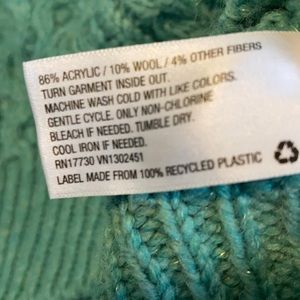 86% ACRYLIC / 10% WOOL / 4% OTHER FIBERS
TURN GARMENT INSIDE OUT.
MACHINE WASH COLD WITH LIKE COLORS.
GENTLE CYCLE. ONLY NON-CHLORINE
BLEACH IF NEEDED. TUMBLE DRY.
COOL IRON IF NEEDED.
RN17730 VN1302451
LABEL MADE FROM 100% RECYCLED PLASTIC